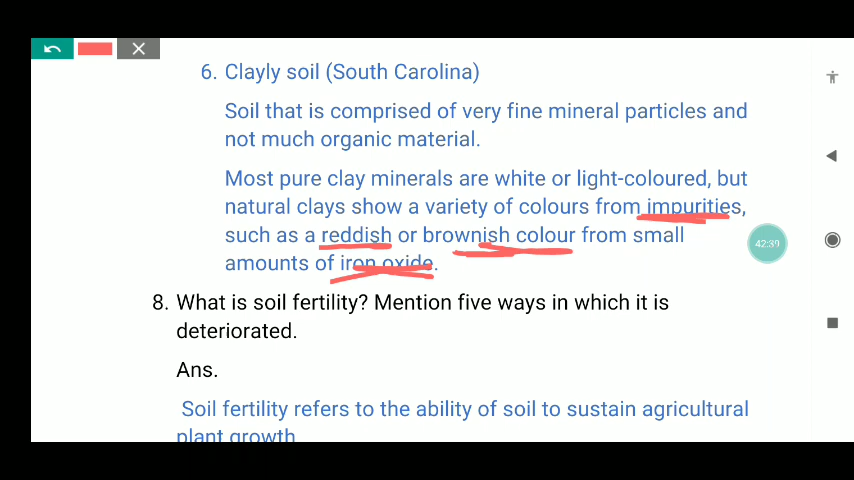 6. Clayly soil (South Carolina)
Soil that is comprised of very fine mineral particles and
not much organic material.
Most pure clay minerals are white or light-coloured, but
natural clays show a variety of colours from impurities,
such as a reddish or brownish colour from small
amounts of iron oxide.
42:39
8. What is soil fertility? Mention five ways in which it is
deteriorated.
Ans.
Soil fertility refers to the ability of soil to sustain agricultural
plant growth